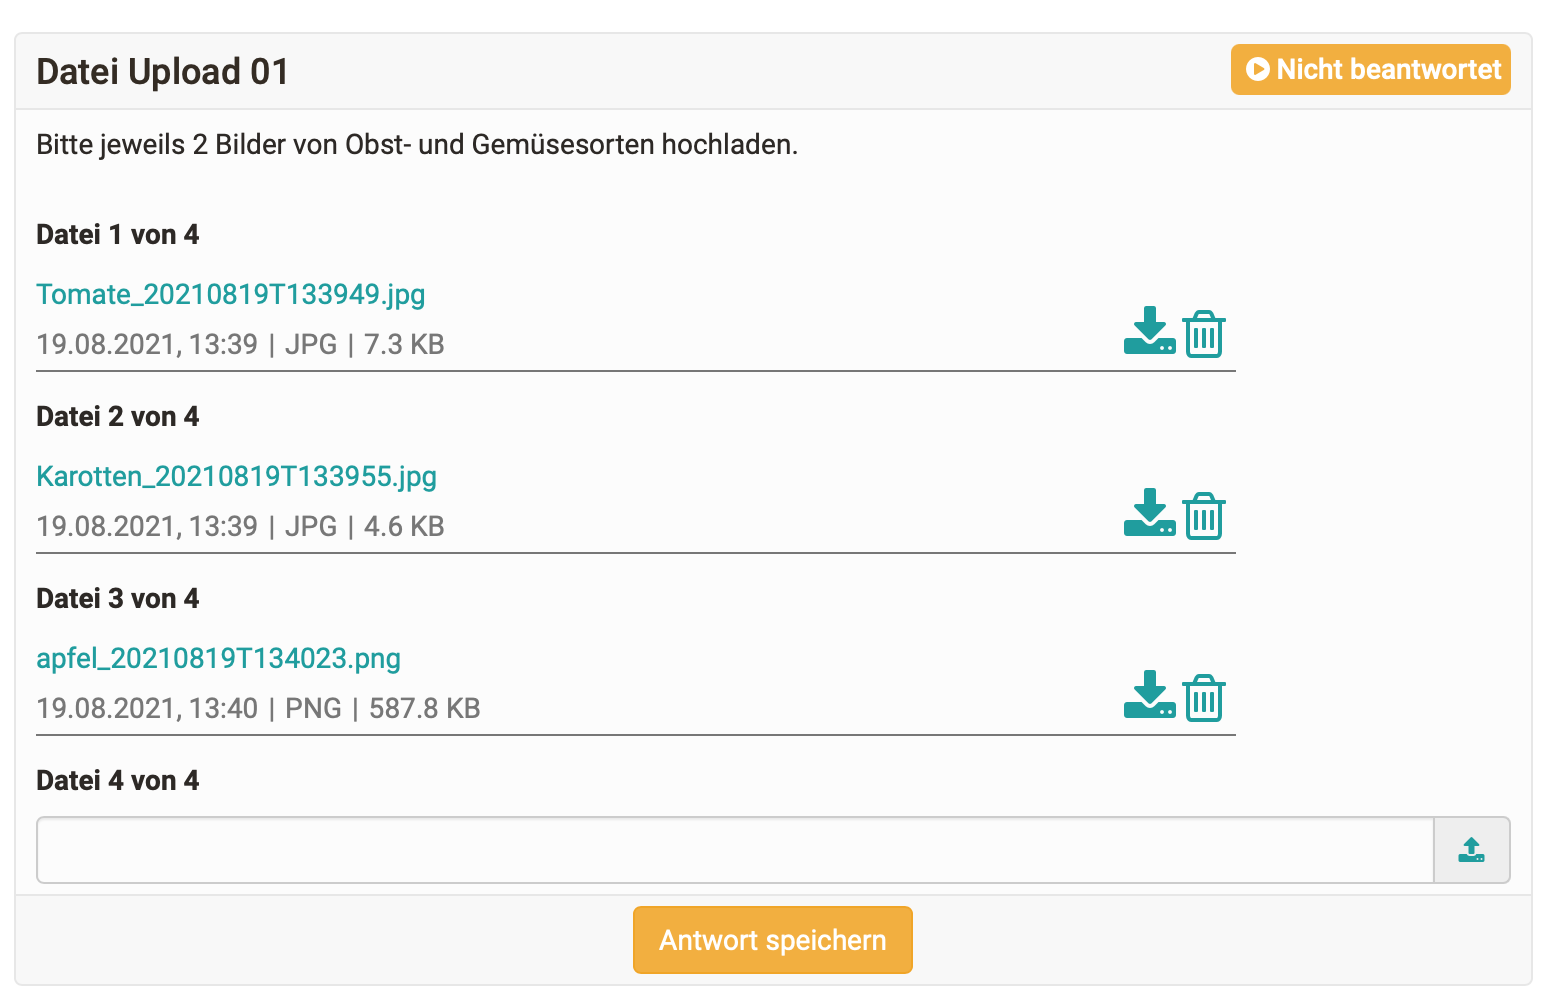 Datei Upload 01
Nicht beantwortet
Bitte jeweils 2 Bilder von Obst- und Gemüsesorten hochladen.
Datei 1 von 4
Tomate_20210819T133949.jpg
19.08.2021, 13:39 | JPG | 7.3 KB
Datei 2 von 4
Karotten_20210819T133955.jpg
19.08.2021, 13:39 | JPG | 4.6 KB
Datei 3 von 4
apfel_20210819T134023.png
19.08.2021, 13:40 | PNG | 587.8 KB
Datei 4 von 4
Antwort speichern